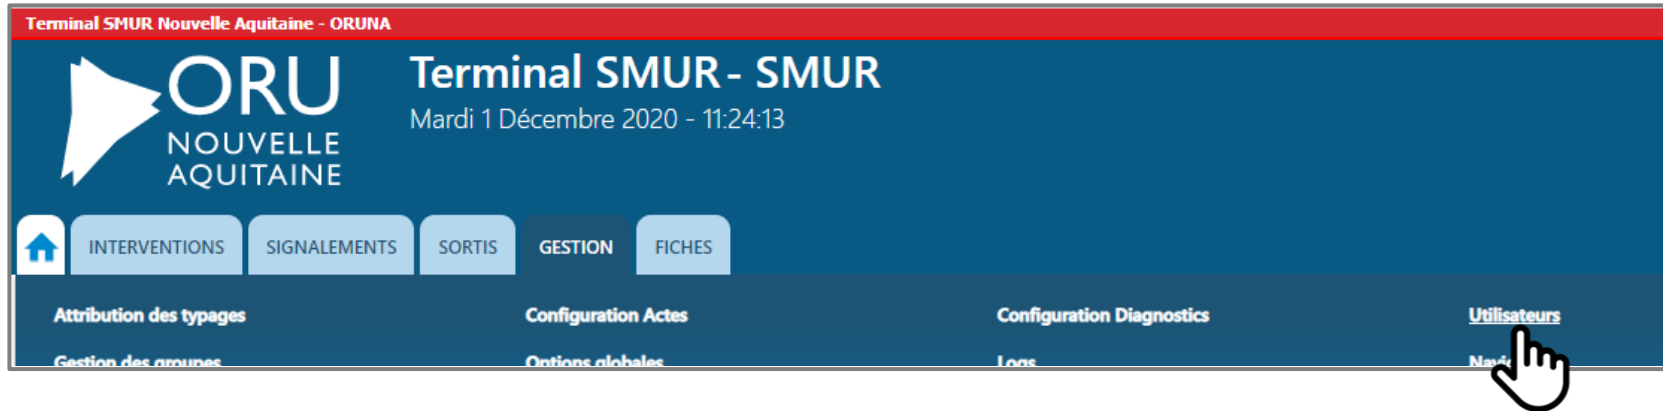 Terminal SMUR Nouvelle Aquitaine - ORUNA
ORU
NOUVELLE
AQUITAINE
Terminal SMUR - SMUR
Mardi 1 Décembre 2020 - 11:24:13
INTERVENTIONS SIGNALEMENTS SORTIS GESTION FICHES
Attribution des typages Configuration Actes Configuration Diagnostics Utilisateurs
Gestion des groupes Options globales Logs